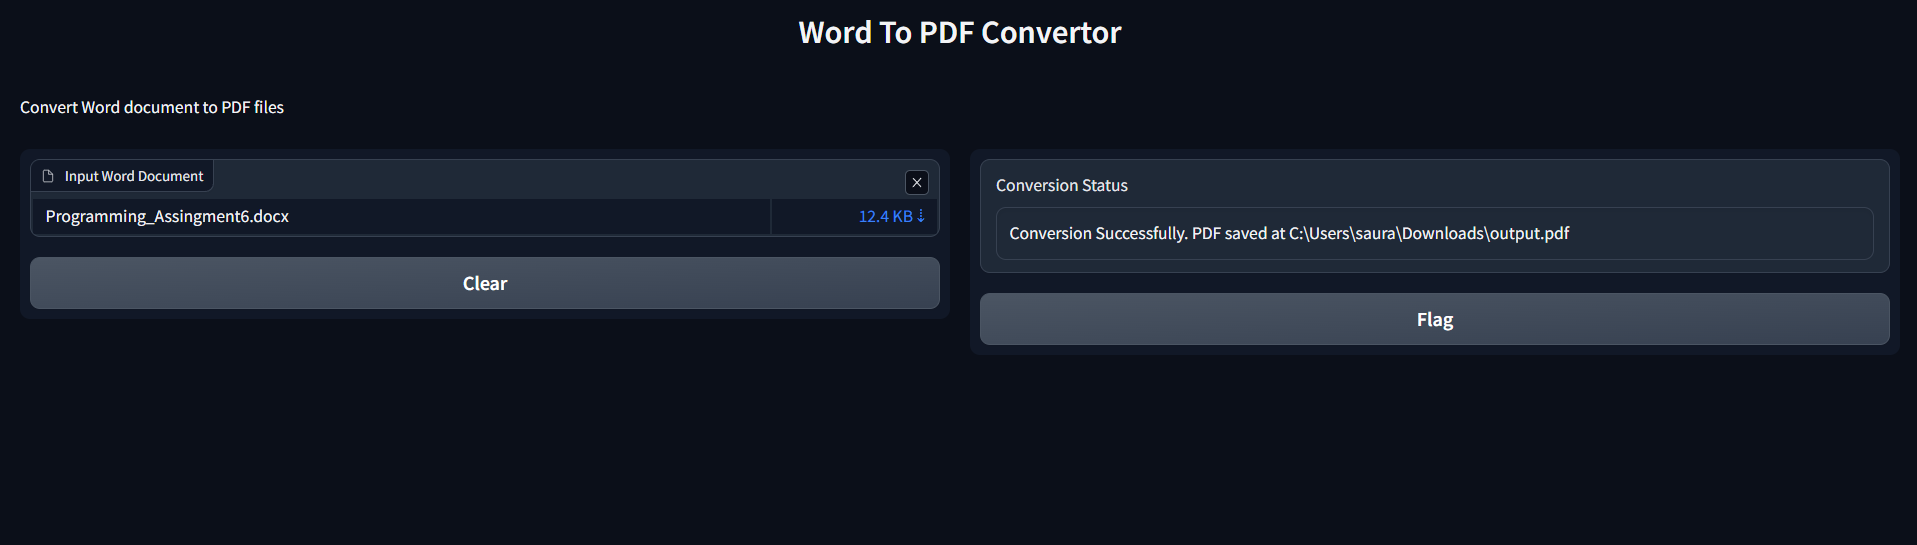 Word To PDF Convertor
Convert Word document to PDF files
Input Word Document
Programming_Assingment6.docx
12.4 KB ⇣
Clear
Conversion Status
Conversion Successfully. PDF saved at C:\Users\saura\Downloads\output.pdf
Flag